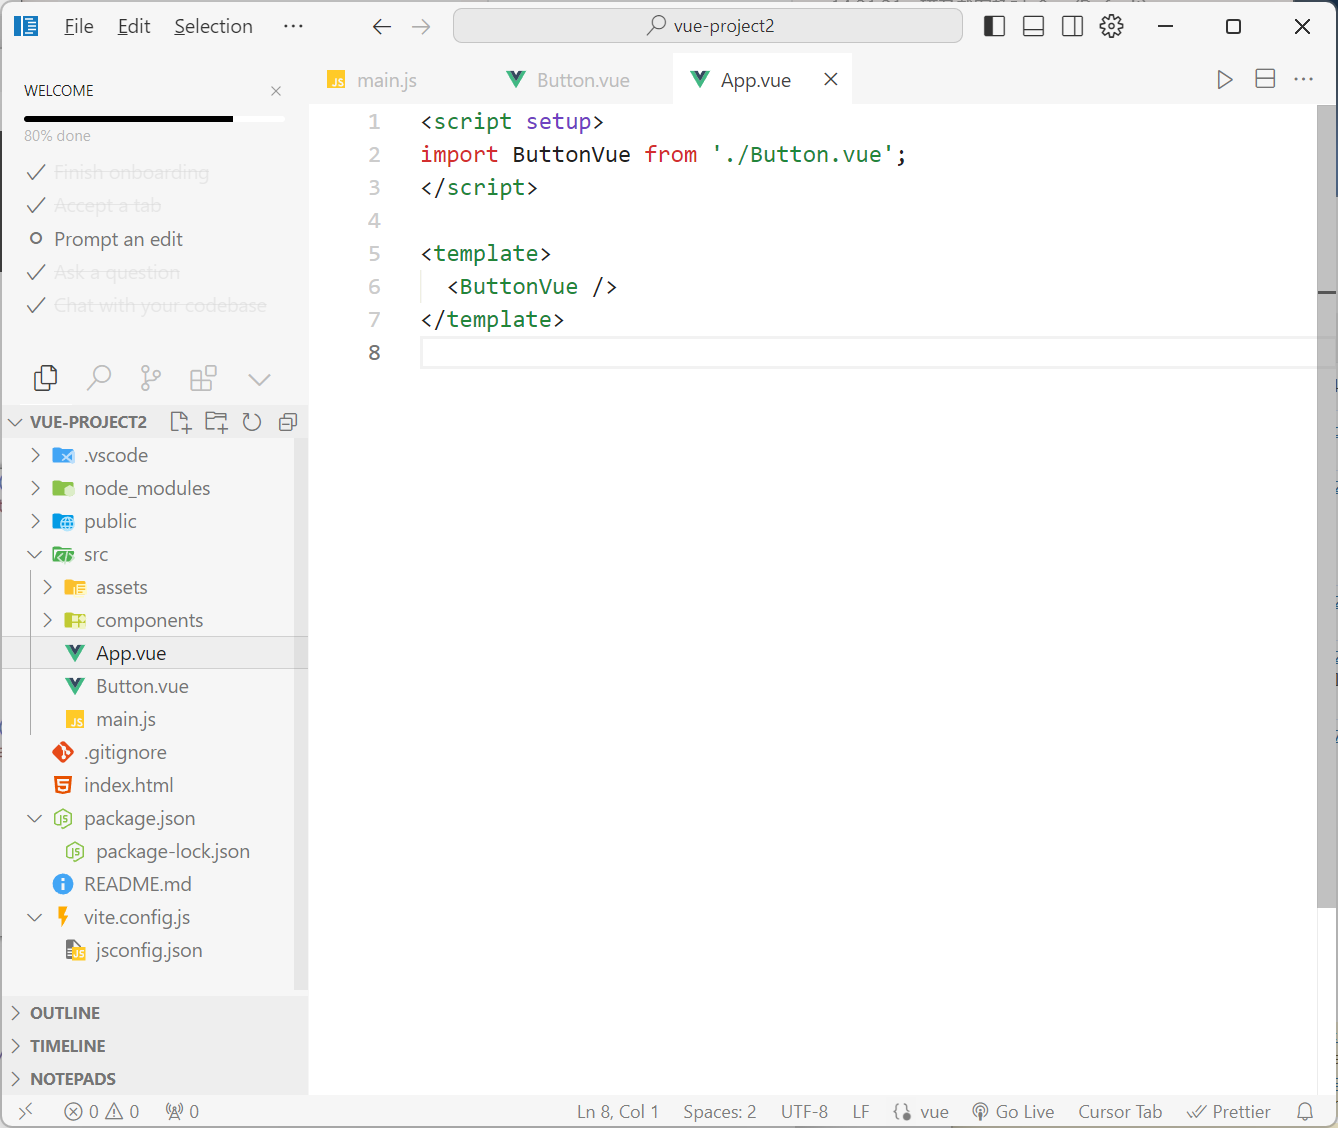 File Edit Selection ··· vue-project2
WELCOME
80% done
Finish onboarding
Accept a tab
Prompt an edit
Ask a question
Chat with your codebase
VUE-PROJECT2
.vscode
node_modules
public
src
assets
components
App.vue
Button.vue
main.js
.gitignore
index.html
package.json
package-lock.json
README.md
vite.config.js
jsconfig.json
OUTLINE
TIMELINE
NOTEPADS
main.js Button.vue App.vue
1 <script setup>
2 import ButtonVue from './Button.vue';
3 </script>
4
5 <template>
6 <ButtonVue />
7 </template>
8
0 0 0 Ln 8, Col 1 Spaces: 2 UTF-8 LF vue Go Live Cursor Tab Prettier